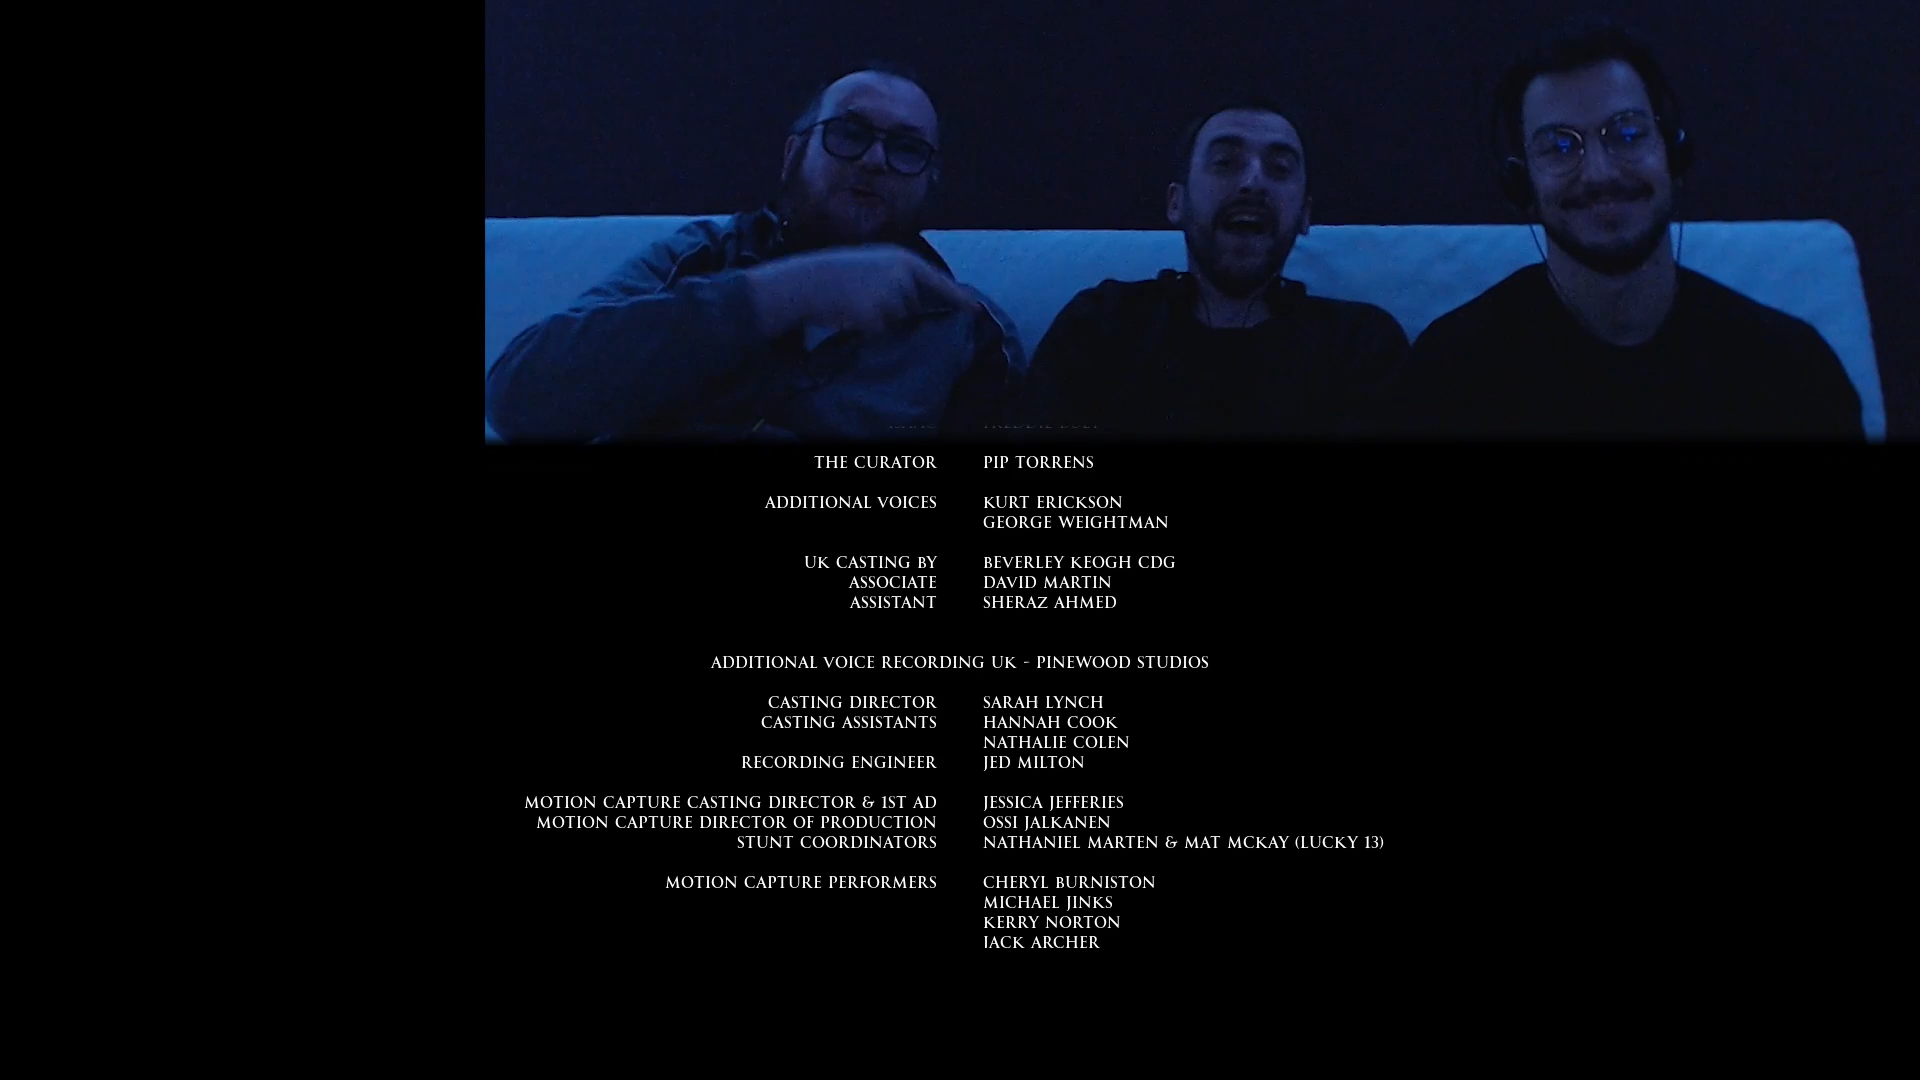 THE CURATOR PIP TORRENS
ADDITIONAL VOICES KURT ERICKSON
GEORGE WEIGHTMAN
UK CASTING BY BEVERLEY KEOGH CDG
ASSOCIATE DAVID MARTIN
ASSISTANT SHERAZ AHMED
ADDITIONAL VOICE RECORDING UK - PINEWOOD STUDIOS
CASTING DIRECTOR SARAH LYNCH
CASTING ASSISTANTS HANNAH COOK
NATHALIE COLEN
RECORDING ENGINEER JED MILTON
MOTION CAPTURE CASTING DIRECTOR & 1ST AD JESSICA JEFFERIES
MOTION CAPTURE DIRECTOR OF PRODUCTION OSSI JALKANEN
STUNT COORDINATORS NATHANIEL MARTEN & MAT MCKAY (LUCKY 13)
MOTION CAPTURE PERFORMERS CHERYL BURNISTON
MICHAEL JINKS
KERRY NORTON
JACK ARCHER